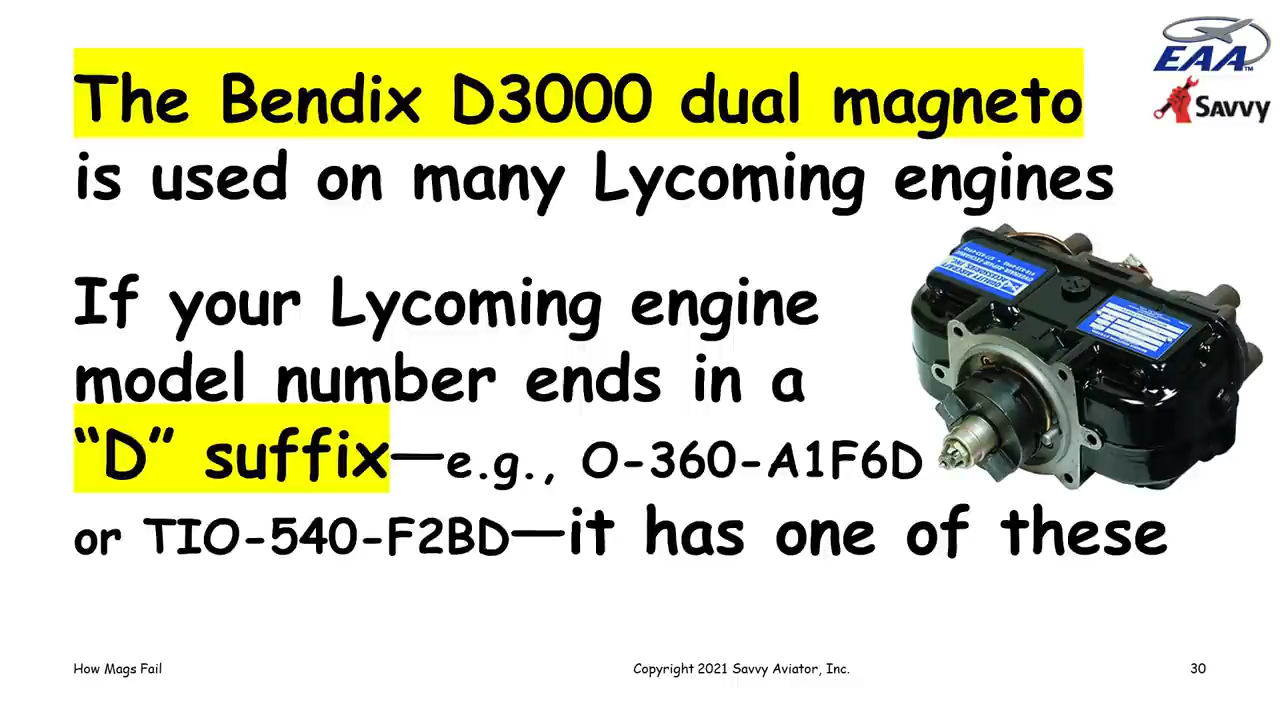 The Bendix D3000 dual magneto
is used on many Lycoming engines
EAA
SAVVY
If your Lycoming engine
model number ends in a
“D” suffix—e.g., O-360-A1F6D
or TIO-540-F2BD—it has one of these
How Mags Fail
Copyright 2021 Savvy Aviator, Inc.
30